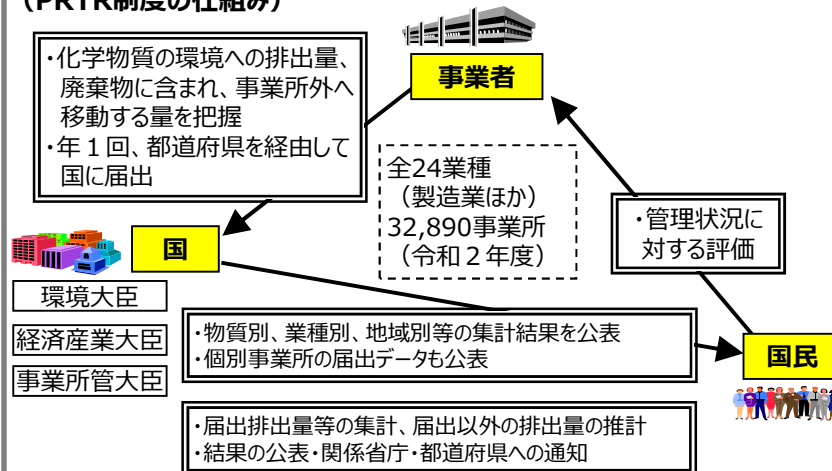 （PRTR制度の仕組み）
・化学物質の環境への排出量、
廃棄物に含まれ、事業所外へ
移動する量を把握
・年１回、都道府県を経由して
国に届出
事業者
全24業種
（製造業ほか）
32,890事業所
（令和２年度）
・管理状況に
対する評価
国
環境大臣
経済産業大臣
事業所管大臣
・物質別、業種別、地域別等の集計結果を公表
・個別事業所の届出データも公表
国民
・届出排出量等の集計、届出以外の排出量の推計
・結果の公表・関係省庁・都道府県への通知